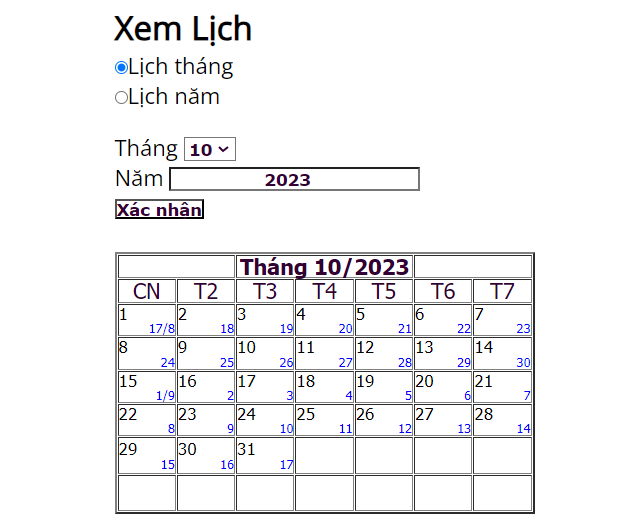 Xem Lịch
Lịch tháng
Lịch năm
Tháng 10
Năm 2023
Xác nhân
Tháng 10/2023
CN T2 T3 T4 T5 T6 T7
1 2 3 4 5 6 7
17/8 18 19 20 21 22 23
8 9 10 11 12 13 14
24 25 26 27 28 29 30
15 16 17 18 19 20 21
1/9 2 3 4 5 6 7
22 23 24 25 26 27 28
8 9 10 11 12 13 14
29 30 31
15 16 17